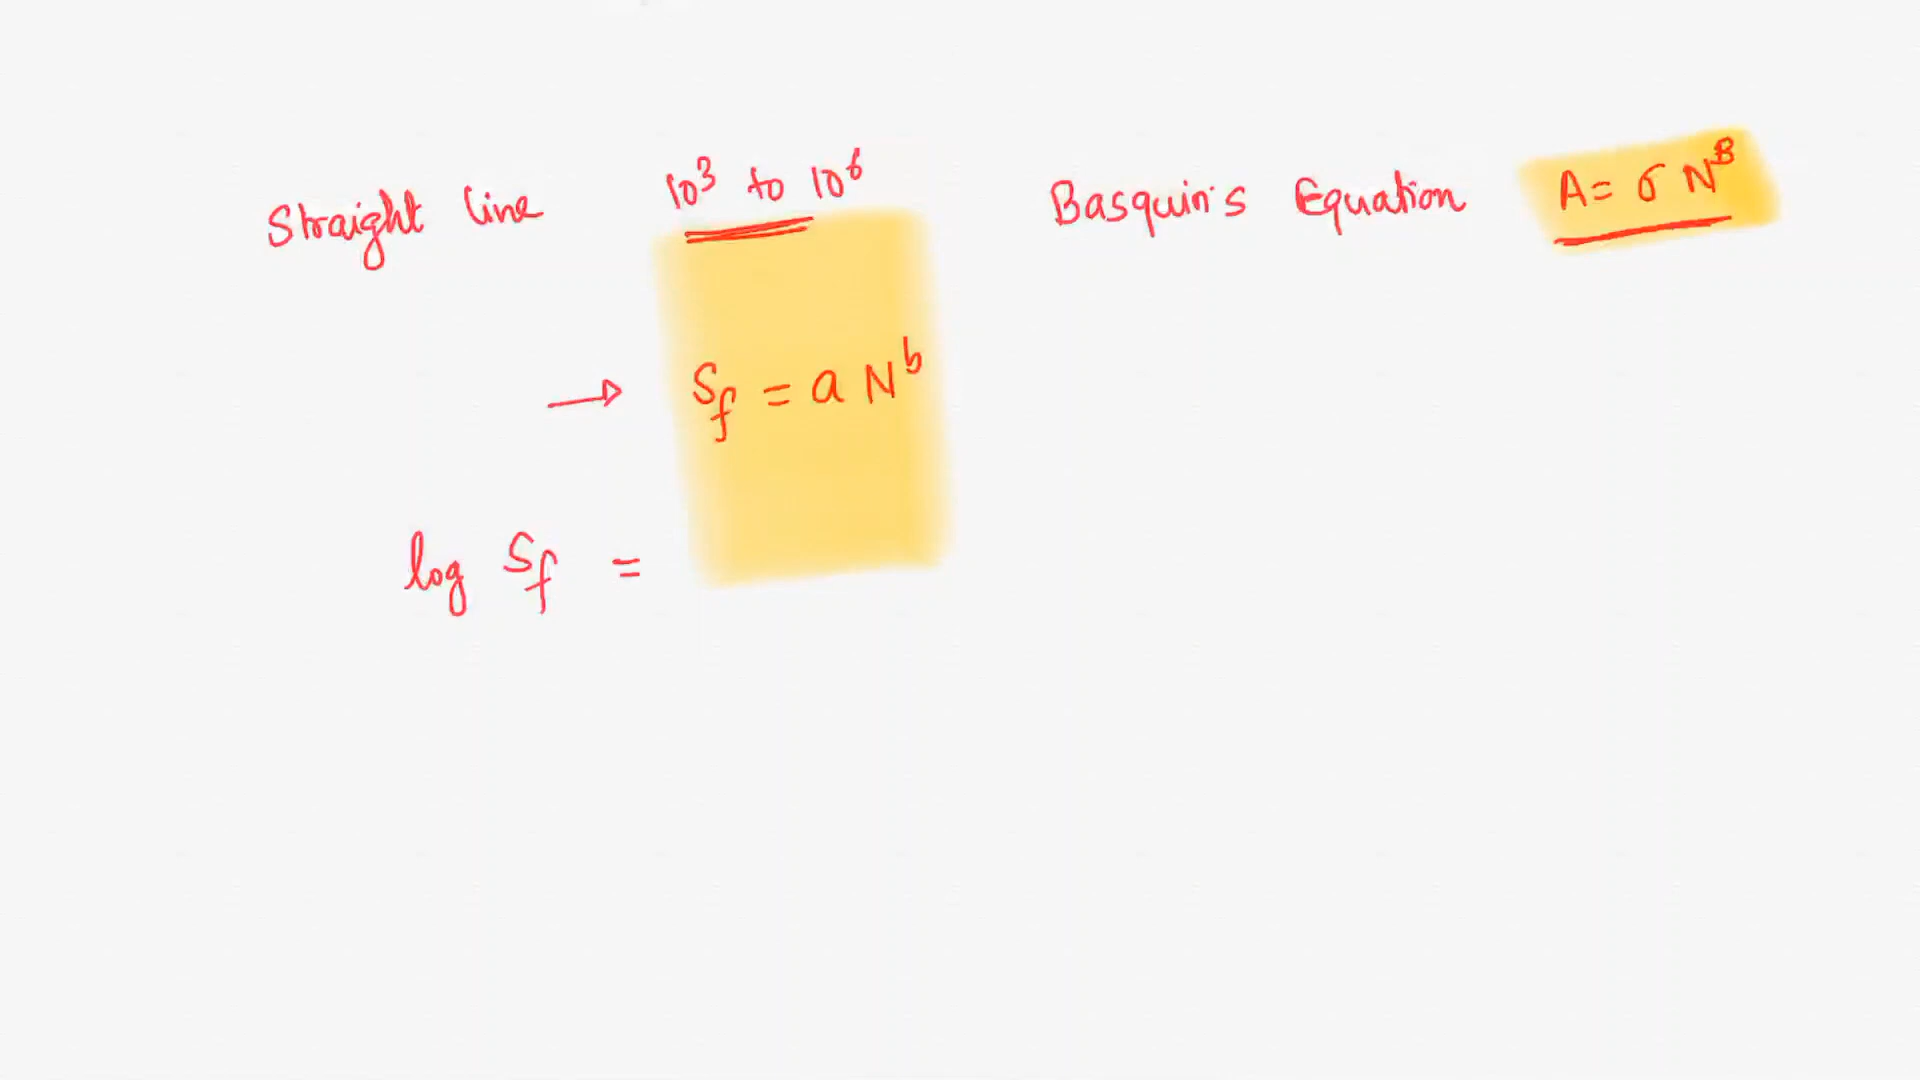 Straight line 10³ to 10⁶ Basquin's Equation A = σ N^B
→ S_f = a N^b
log S_f =